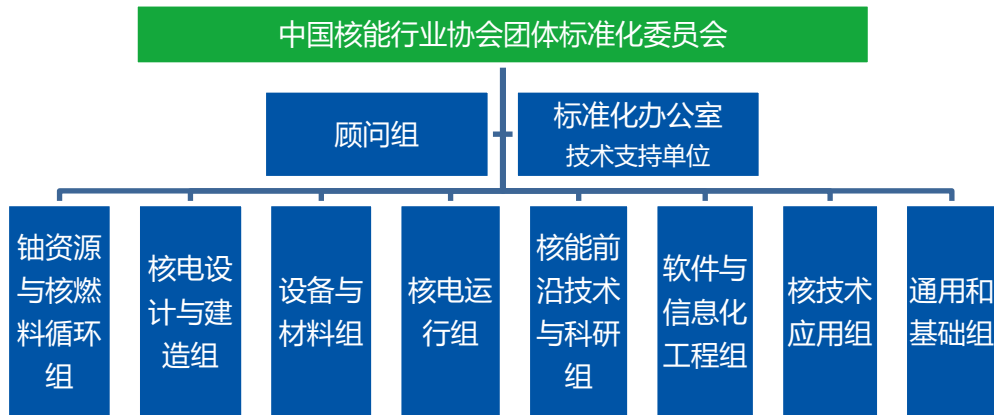 中国核能行业协会团体标准化委员会
顾问组
标准化办公室
技术支持单位
铀资源
与核燃
料循环
组
核电设
计与建
造组
设备与
材料组
核电运
行组
核能前
沿技术
与科研
组
软件与
信息化
工程组
核技术
应用组
通用和
基础组